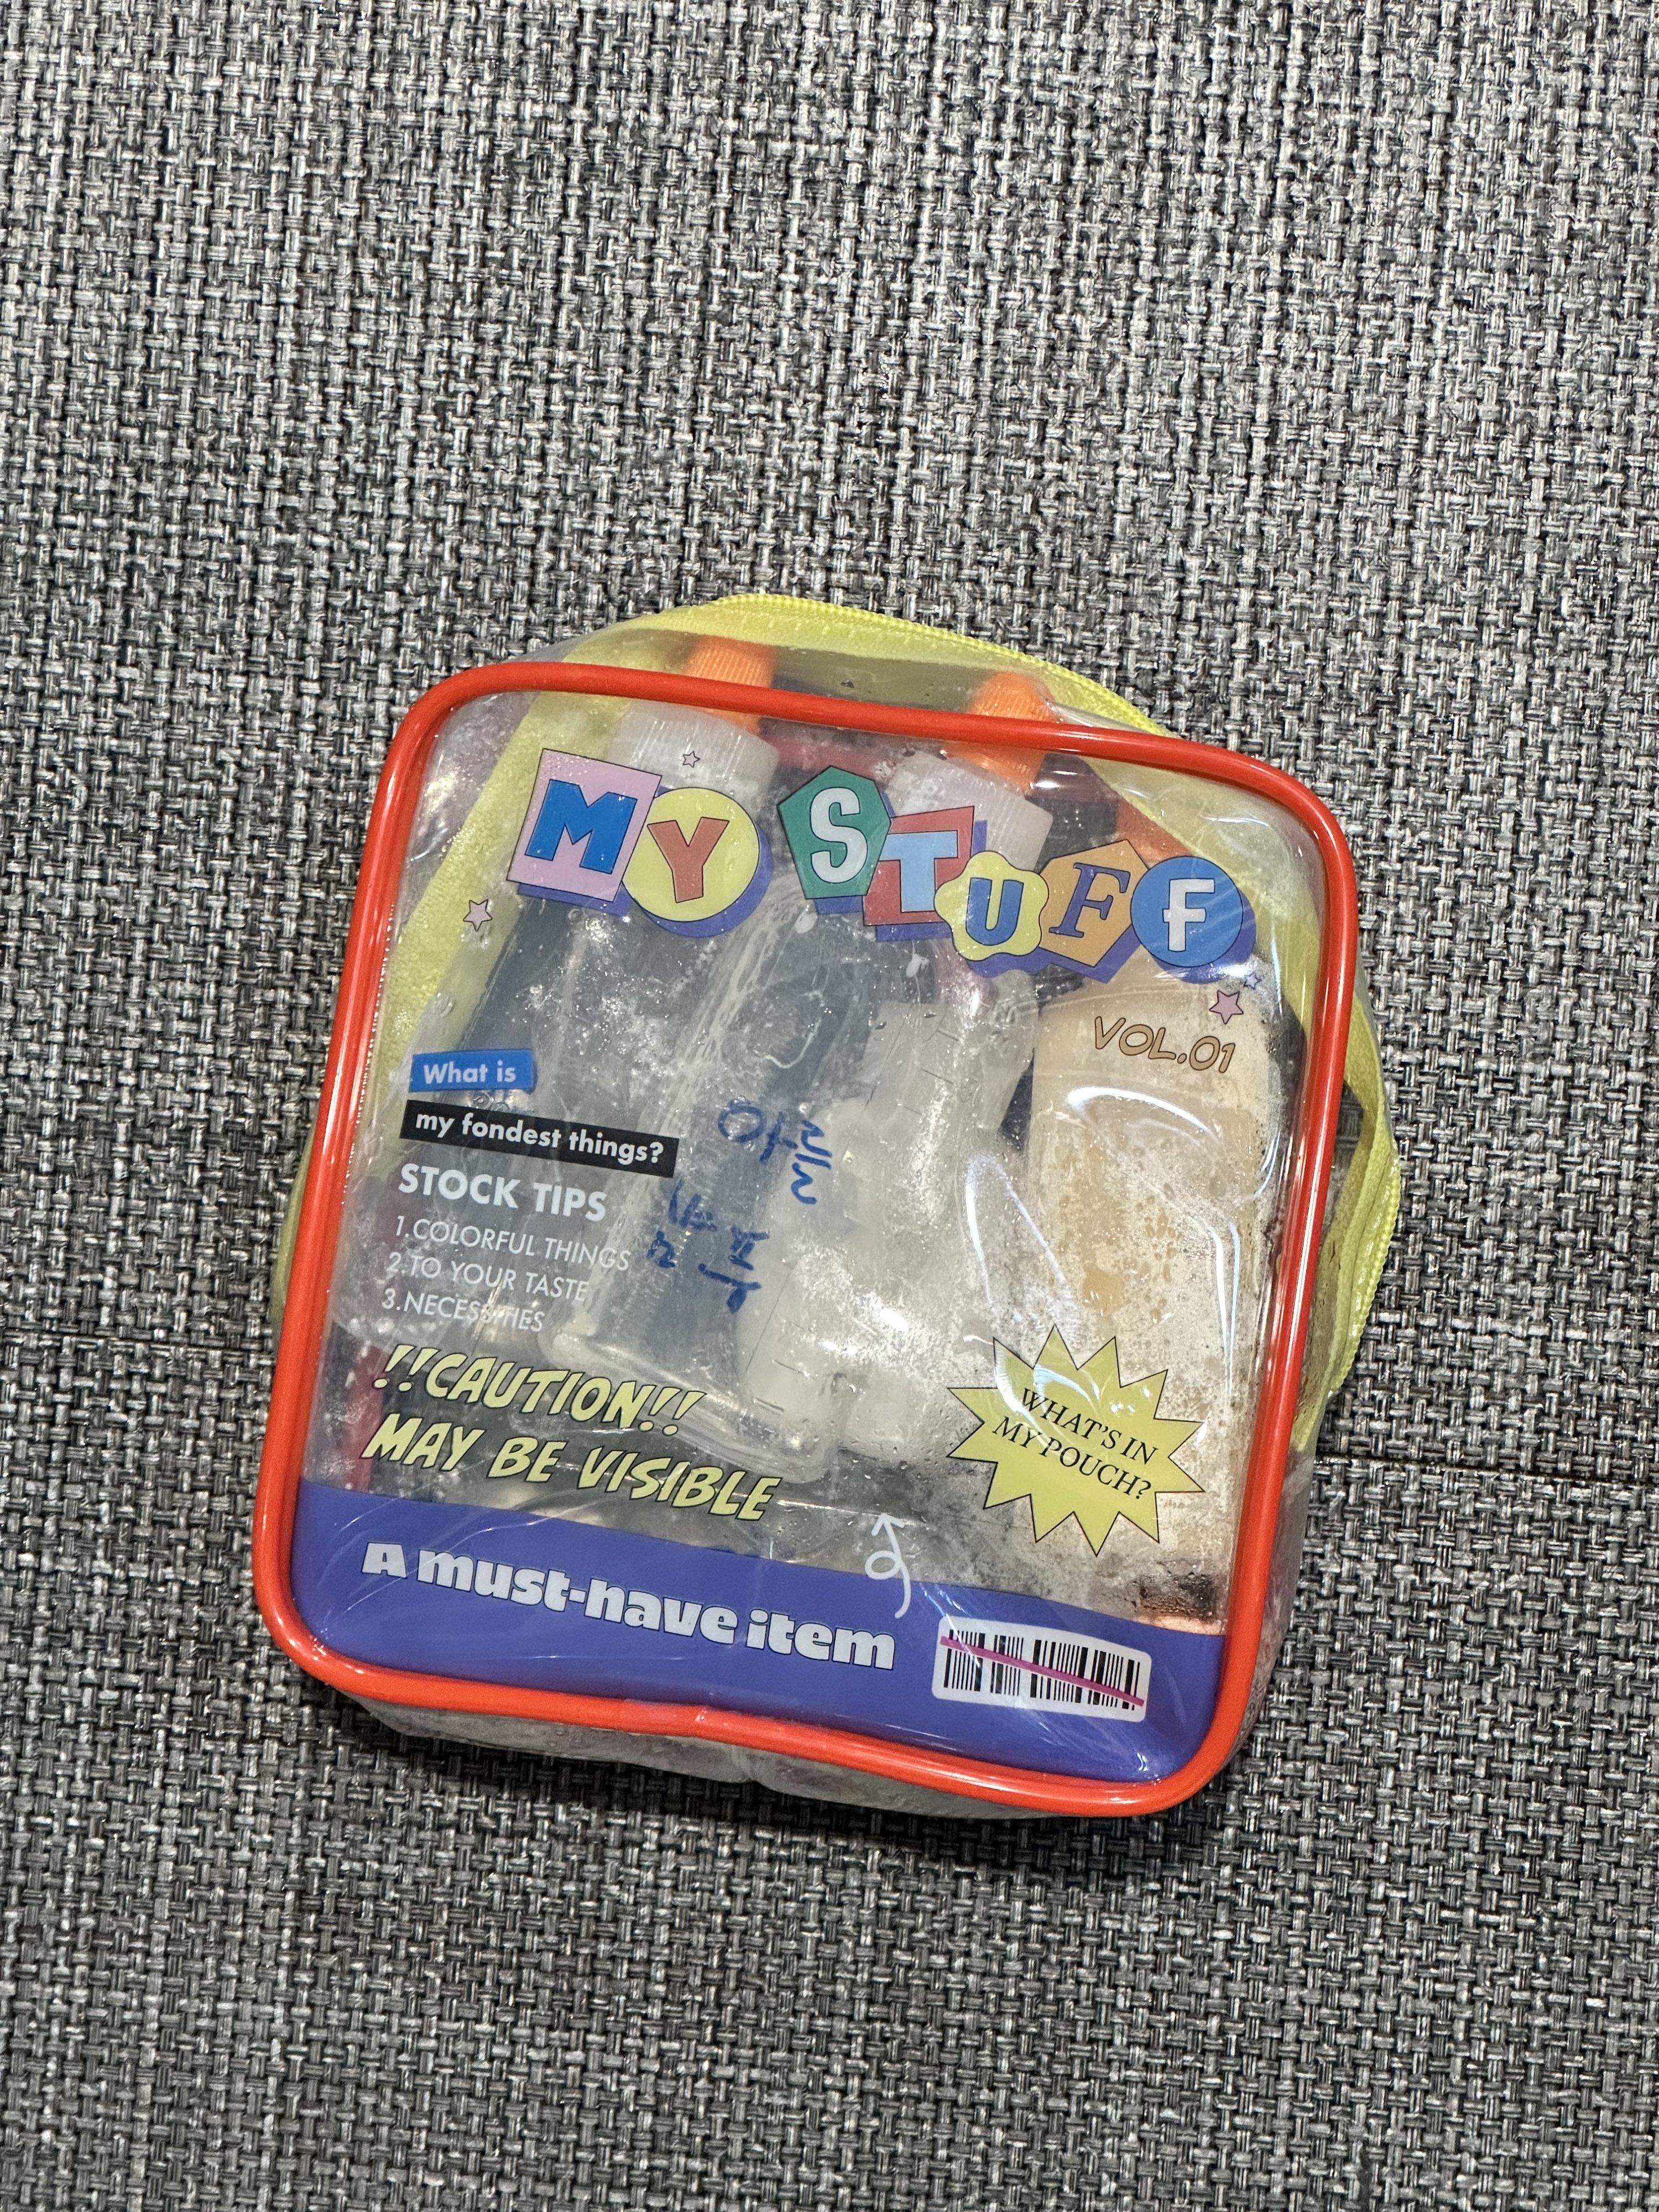 MY STUFF
VOL.01
What is
my fondest things?
STOCK TIPS
1.COLORFUL THINGS
2.TO YOUR TASTE
3.NECESSITIES
!!CAUTION!!
MAY BE VISIBLE
WHAT'S IN
MY POUCH?
A must-have item